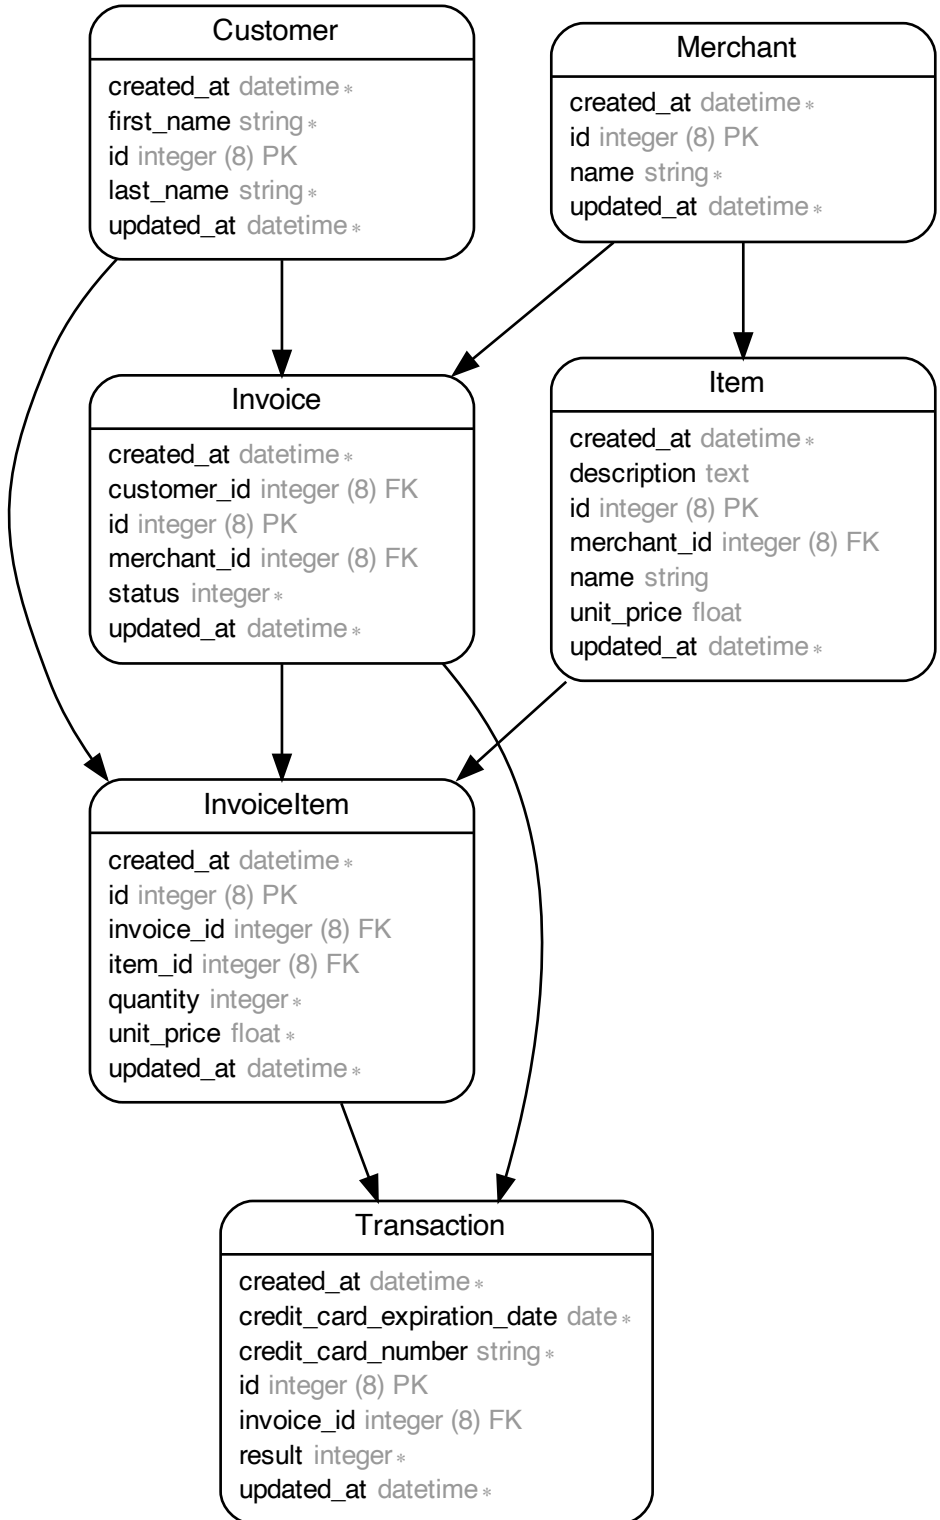 Customer
created_at datetime *
first_name string *
id integer (8) PK
last_name string *
updated_at datetime *
Merchant
created_at datetime *
id integer (8) PK
name string *
updated_at datetime *
Invoice
created_at datetime *
customer_id integer (8) FK
id integer (8) PK
merchant_id integer (8) FK
status integer *
updated_at datetime *
Item
created_at datetime *
description text
id integer (8) PK
merchant_id integer (8) FK
name string
unit_price float
updated_at datetime *
InvoiceItem
created_at datetime *
id integer (8) PK
invoice_id integer (8) FK
item_id integer (8) FK
quantity integer *
unit_price float *
updated_at datetime *
Transaction
created_at datetime *
credit_card_expiration_date date *
credit_card_number string *
id integer (8) PK
invoice_id integer (8) FK
result integer *
updated_at datetime *